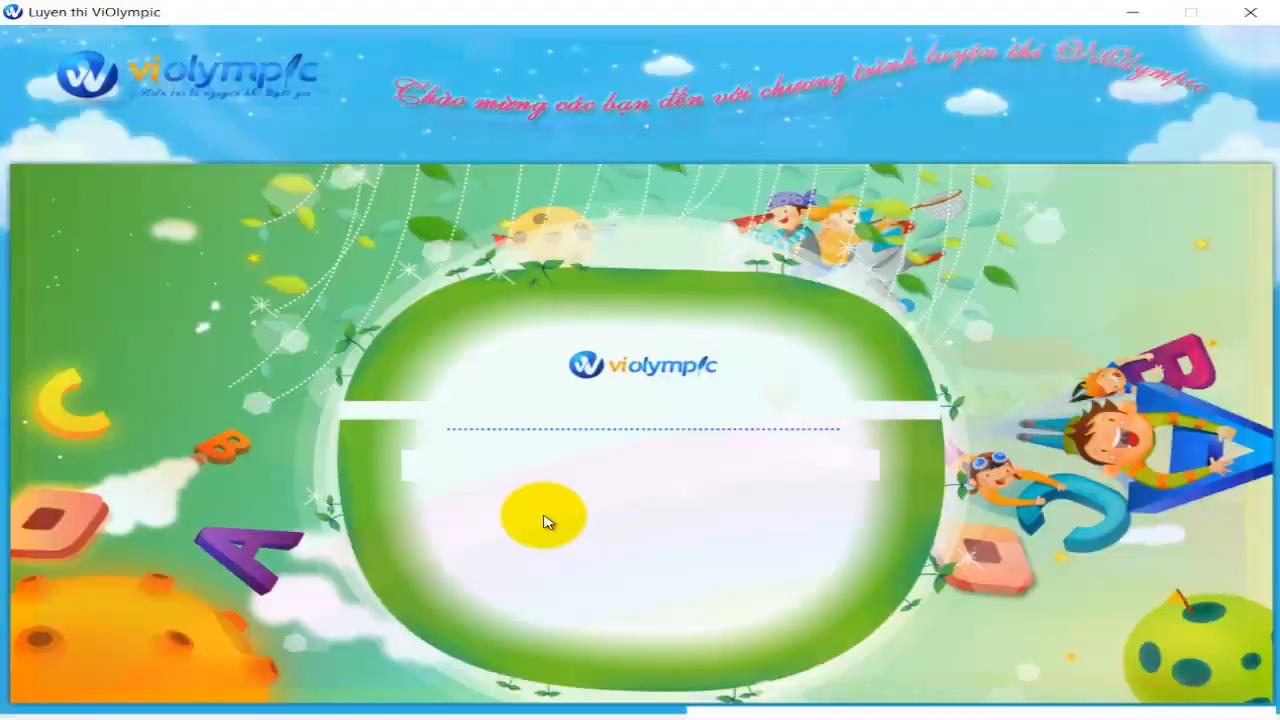 Luyen thi ViOlympic
violympic
Chào mừng các bạn đến với chương trình luyện thi ViOlympic
violympic